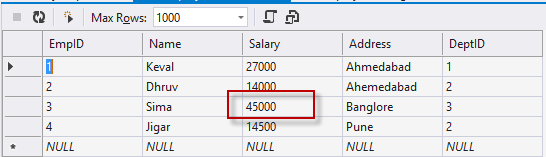 Max Rows: 1000
EmpID Name Salary Address DeptID
1 Keval 27000 Ahmedabad 1
2 Dhruv 14000 Ahemedabad 2
3 Sima 45000 Banglore 3
4 Jigar 14500 Pune 2
NULL NULL NULL NULL NULL